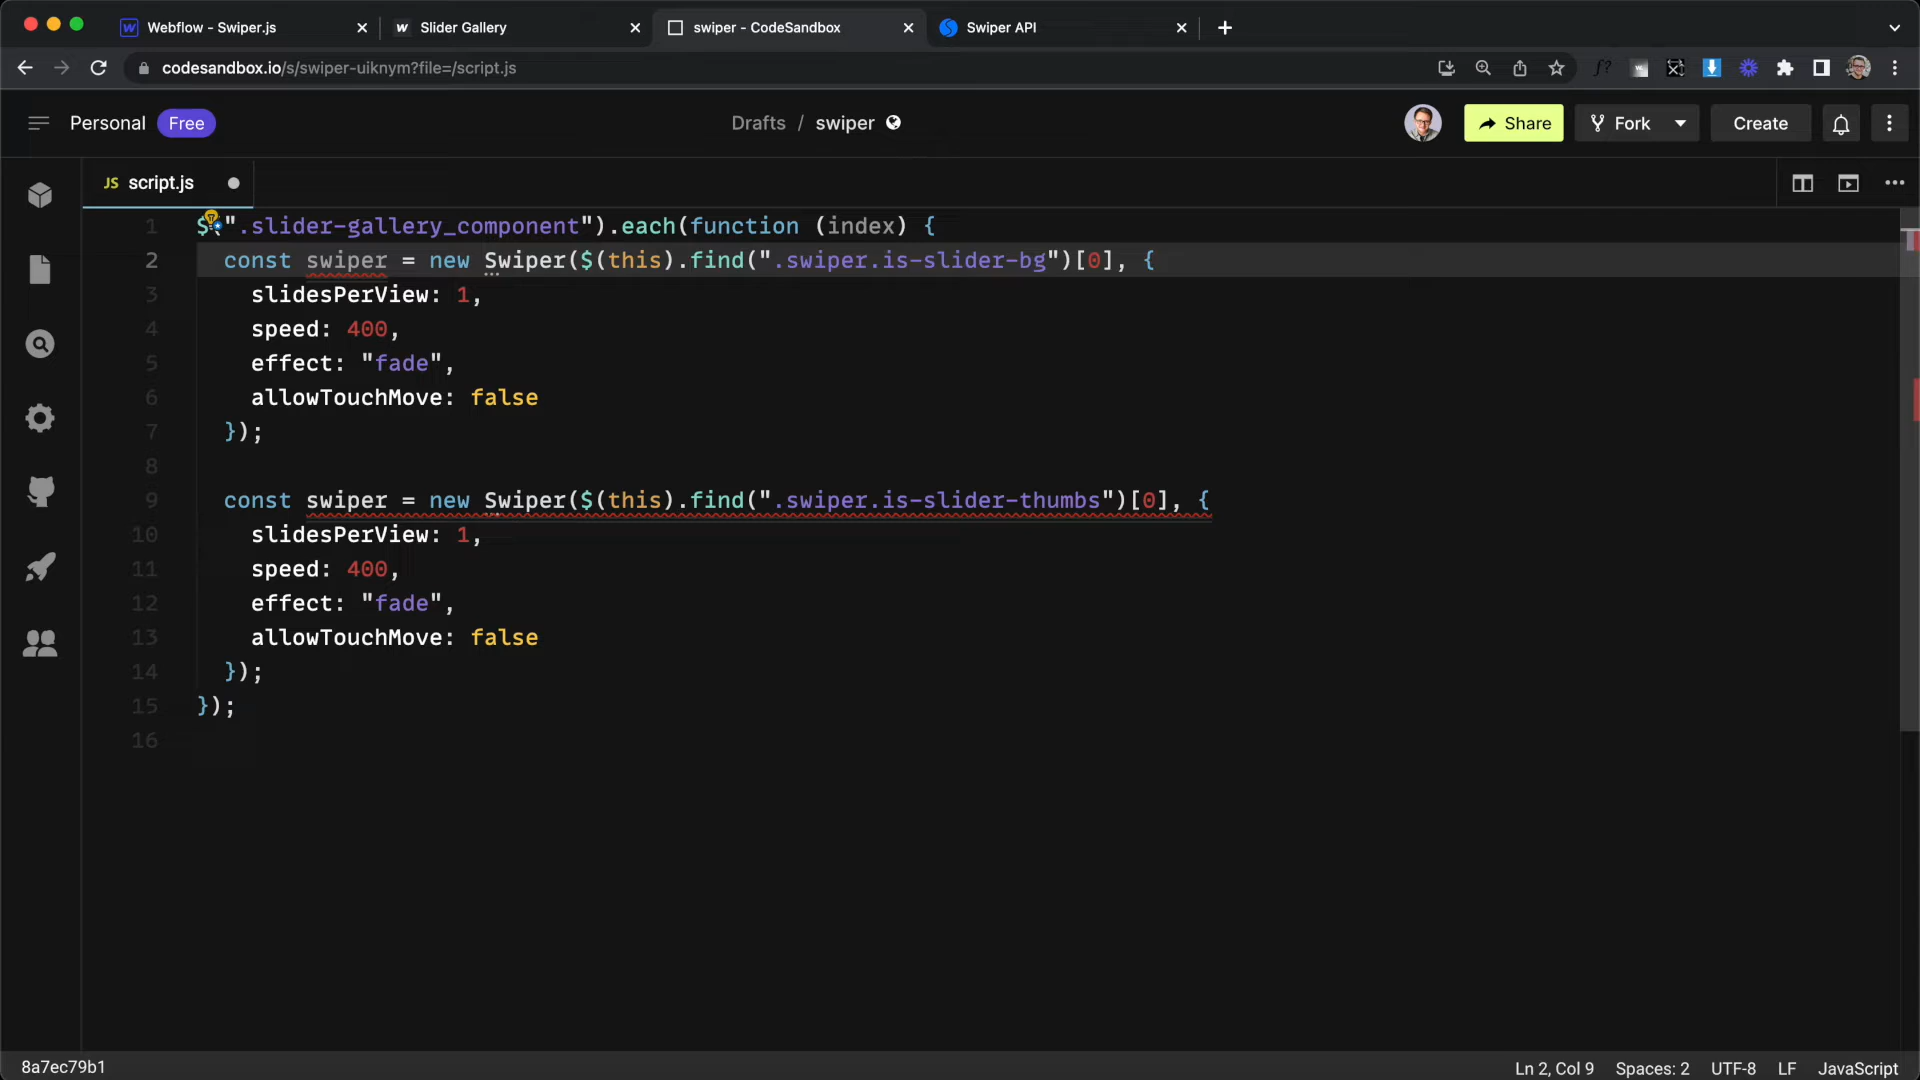 Webflow - Swiper.js
Slider Gallery
swiper - CodeSandbox
Swiper API
codesandbox.io/s/swiper-uiknym?file=/script.js
Personal
Free
Drafts / swiper
Share
Fork
Create
JS script.js
1 $(".slider-gallery_component").each(function (index) {
2 const swiper = new Swiper($(this).find(".swiper.is-slider-bg")[0], {
3 slidesPerView: 1,
4 speed: 400,
5 effect: "fade",
6 allowTouchMove: false
7 });
8
9 const swiper = new Swiper($(this).find(".swiper.is-slider-thumbs")[0], {
10 slidesPerView: 1,
11 speed: 400,
12 effect: "fade",
13 allowTouchMove: false
14 });
15 });
16
8a7ec79b1
Ln 2, Col 9
Spaces: 2
UTF-8
LF
JavaScript